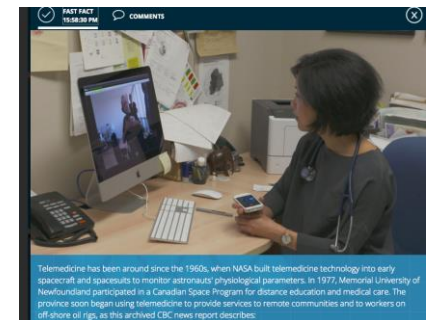 FAST FACT
15:58:30 PM
COMMENTS
Telemedicine has been around since the 1960s, when NASA built telemedicine technology into early
spacecraft and spacesuits to monitor astronauts' physiological parameters. In 1977, Memorial University of
Newfoundland participated in a Canadian Space Program for distance education and medical care. The
province soon began using telemedicine to provide services to remote communities and to workers on
off-shore oil rigs, as this archived CBC news report describes: